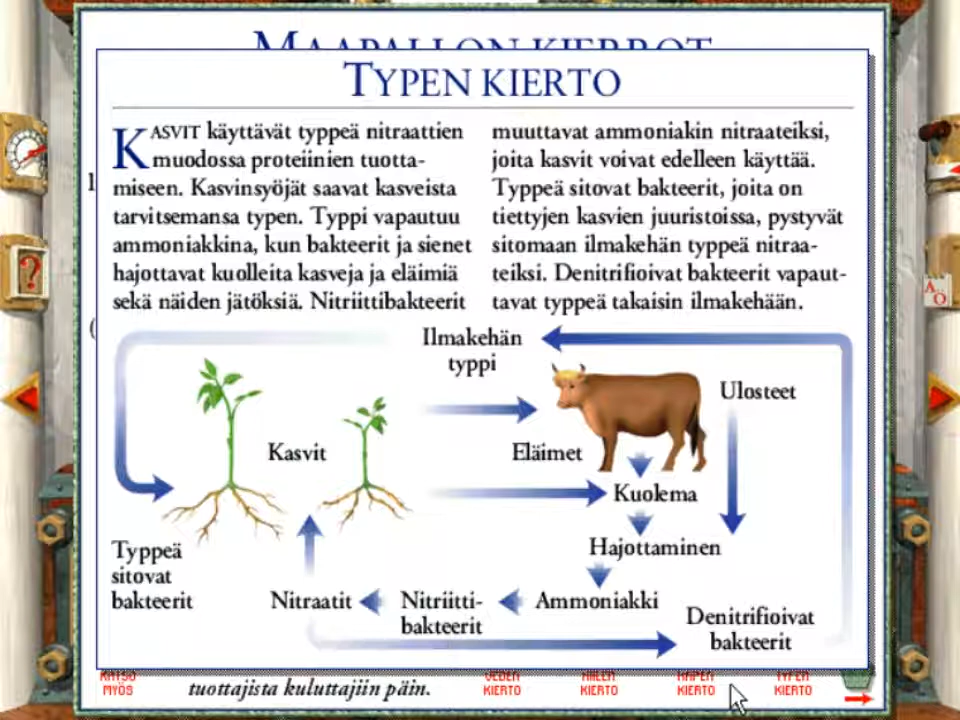 MAAPALLON KIERROT
TYPEN KIERTO
KASVIT käyttävät typpeä nitraattien
muodossa proteiinien tuotta-
miseen. Kasvinsyöjät saavat kasveista
tarvitsemansa typen. Typpi vapautuu
ammoniakkina, kun bakteerit ja sienet
hajottavat kuolleita kasveja ja eläimiä
sekä näiden jätöksiä. Nitriittibakteerit
muuttavat ammoniakin nitraateiksi,
joita kasvit voivat edelleen käyttää.
Typpeä sitovat bakteerit, joita on
tiettyjen kasvien juuristoissa, pystyvät
sitomaan ilmakehän typpeä nitraa-
teiksi. Denitrifioivat bakteerit vapaut-
tavat typpeä takaisin ilmakehään.
Ilmakehän
typpi
Ulosteet
Kasvit
Eläimet
Kuolema
Hajottaminen
Typpeä
sitovat
bakteerit
Nitraatit
Nitriitti-
bakteerit
Ammoniakki
Denitrifioivat
bakteerit
KATSO
MYÖS
tuottajista kuluttajiin päin.
VEDEN
KIERTO
HIILEN
KIERTO
HAPEN
KIERTO
TYPEN
KIERTO
?
AÖ